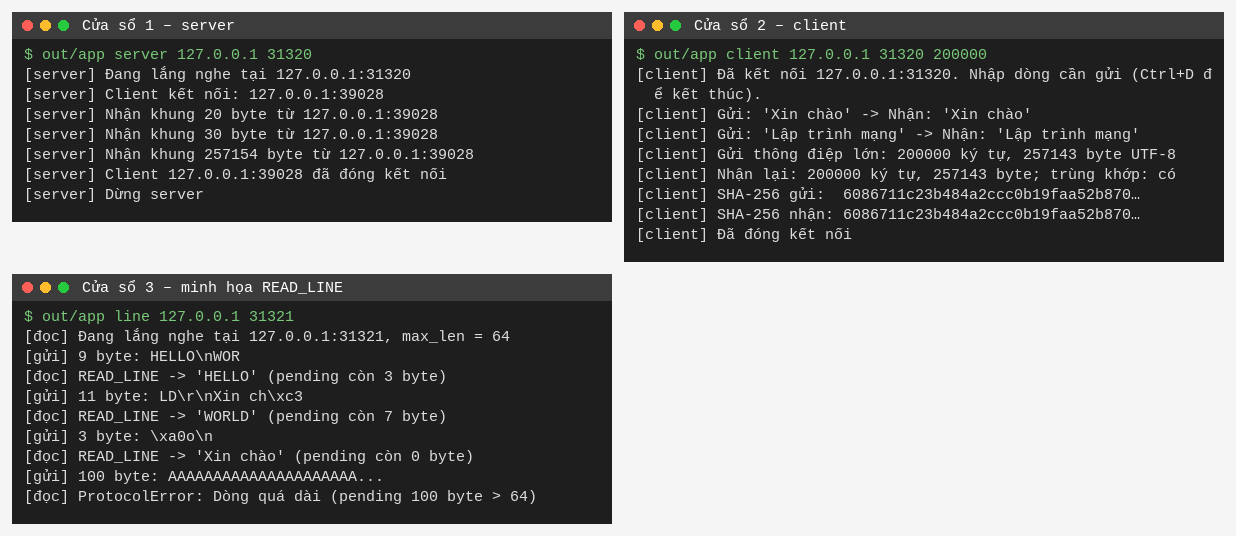 Cửa sổ 1 – server
$ out/app server 127.0.0.1 31320
[server] Đang lắng nghe tại 127.0.0.1:31320
[server] Client kết nối: 127.0.0.1:39028
[server] Nhận khung 20 byte từ 127.0.0.1:39028
[server] Nhận khung 30 byte từ 127.0.0.1:39028
[server] Nhận khung 257154 byte từ 127.0.0.1:39028
[server] Client 127.0.0.1:39028 đã đóng kết nối
[server] Dừng server
Cửa sổ 2 – client
$ out/app client 127.0.0.1 31320 200000
[client] Đã kết nối 127.0.0.1:31320. Nhập dòng cần gửi (Ctrl+D đ
ể kết thúc).
[client] Gửi: 'Xin chào' -> Nhận: 'Xin chào'
[client] Gửi: 'Lập trình mạng' -> Nhận: 'Lập trình mạng'
[client] Gửi thông điệp lớn: 200000 ký tự, 257143 byte UTF-8
[client] Nhận lại: 200000 ký tự, 257143 byte; trùng khớp: có
[client] SHA-256 gửi:  6086711c23b484a2ccc0b19faa52b870…
[client] SHA-256 nhận: 6086711c23b484a2ccc0b19faa52b870…
[client] Đã đóng kết nối
Cửa sổ 3 – minh họa READ_LINE
$ out/app line 127.0.0.1 31321
[đọc] Đang lắng nghe tại 127.0.0.1:31321, max_len = 64
[gửi] 9 byte: HELLO\nWOR
[đọc] READ_LINE -> 'HELLO' (pending còn 3 byte)
[gửi] 11 byte: LD\r\nXin ch\xc3
[đọc] READ_LINE -> 'WORLD' (pending còn 7 byte)
[gửi] 3 byte: \xa0o\n
[đọc] READ_LINE -> 'Xin chào' (pending còn 0 byte)
[gửi] 100 byte: AAAAAAAAAAAAAAAAAAAAA...
[đọc] ProtocolError: Dòng quá dài (pending 100 byte > 64)